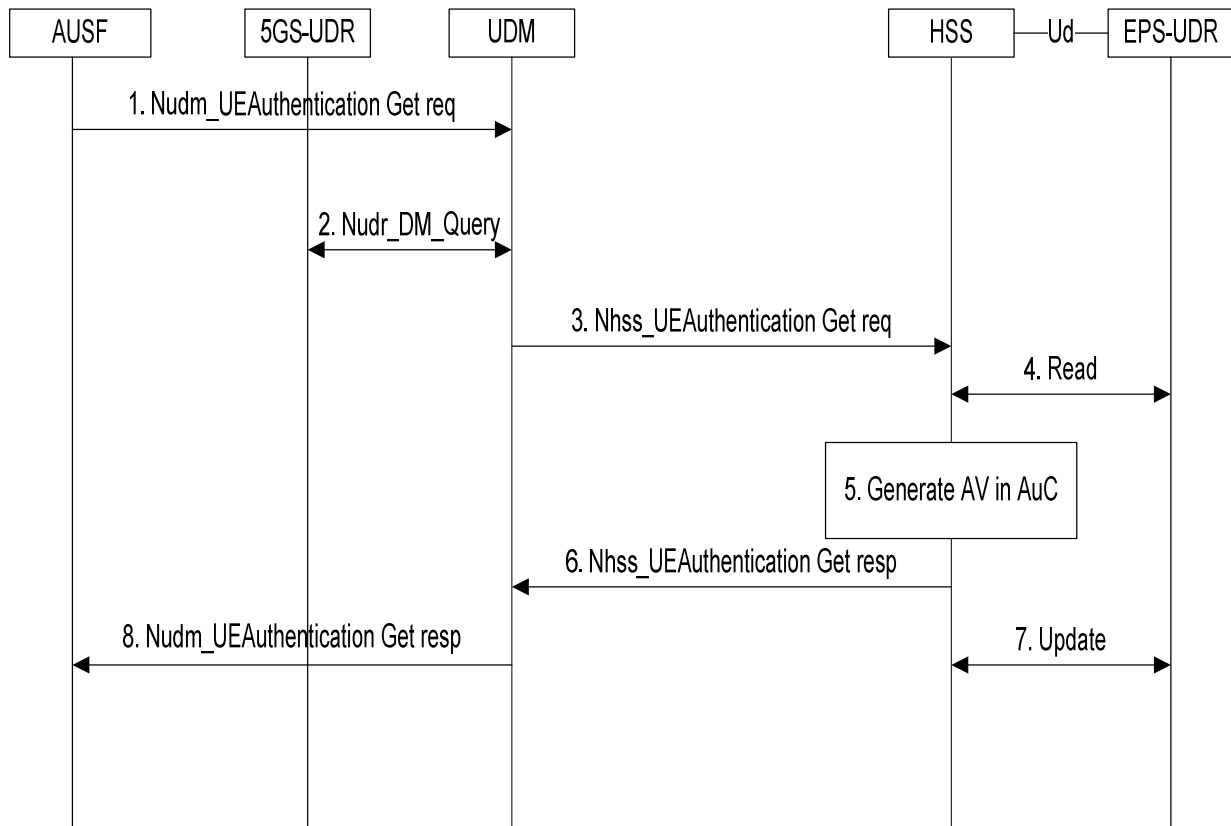 AUSF
5GS-UDR
UDM
HSS
Ud
EPS-UDR
1. Nudm_UEAuthentication Get req
2. Nudr_DM_Query
3. Nhss_UEAuthentication Get req
4. Read
5. Generate AV in AuC
6. Nhss_UEAuthentication Get resp
8. Nudm_UEAuthentication Get resp
7. Update